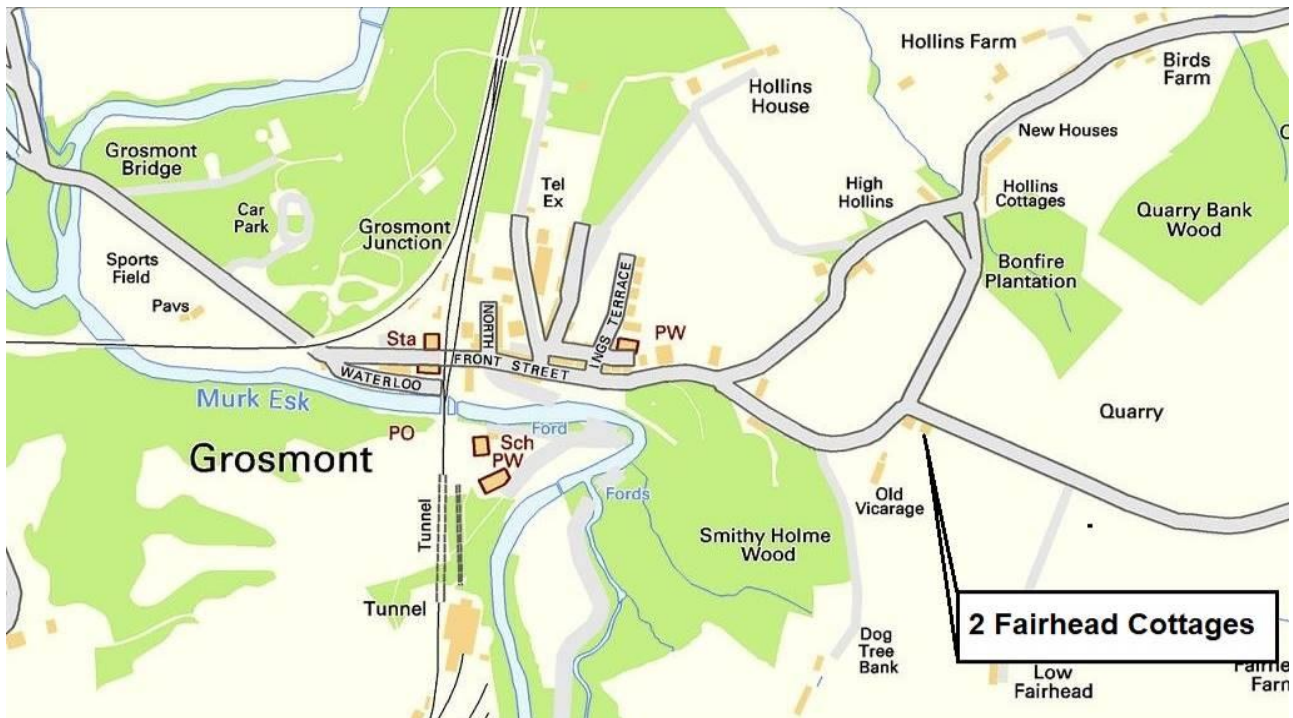 Hollins Farm
Birds
Farm
Hollins
House
New Houses
Grosmont
Bridge
Tel
Ex
High
Hollins
Hollins
Cottages
Quarry Bank
Wood
Car
Park
Grosmont
Junction
Sports
Field
Bonfire
Plantation
Pavs
INGS TERRACE
NORTH
PW
Sta
FRONT STREET
WATERLOO
Murk Esk
Quarry
PO
Ford
Sch
PW
Grosmont
Fords
Old
Vicarage
Tunnel
Smithy Holme
Wood
Tunnel
2 Fairhead Cottages
Dog
Tree
Bank
Low
Fairhead
Farm